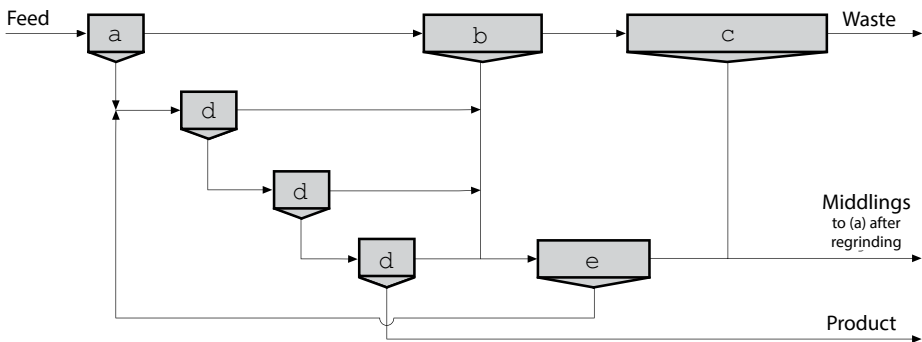 Feed
a
b
c
Waste
d
d
Middlings
to (a) after
regrinding
d
e
Product